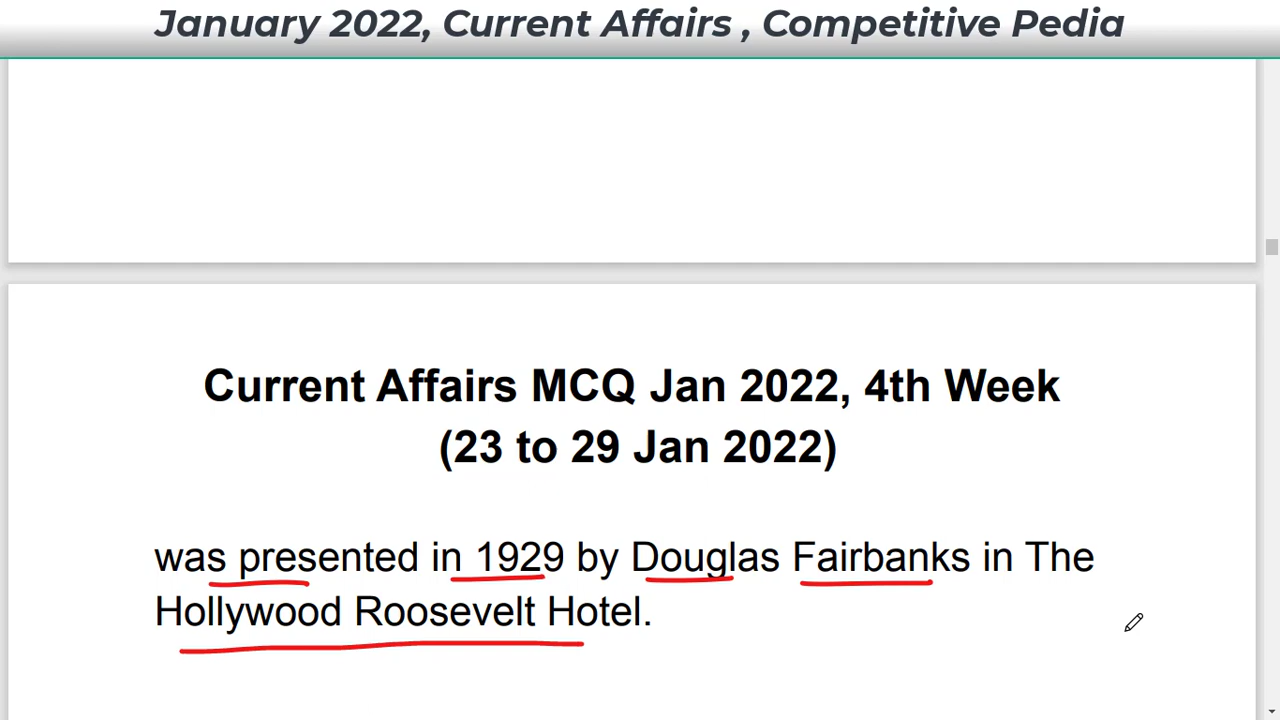 January 2022, Current Affairs , Competitive Pedia
Current Affairs MCQ Jan 2022, 4th Week
(23 to 29 Jan 2022)
was presented in 1929 by Douglas Fairbanks in The
Hollywood Roosevelt Hotel.